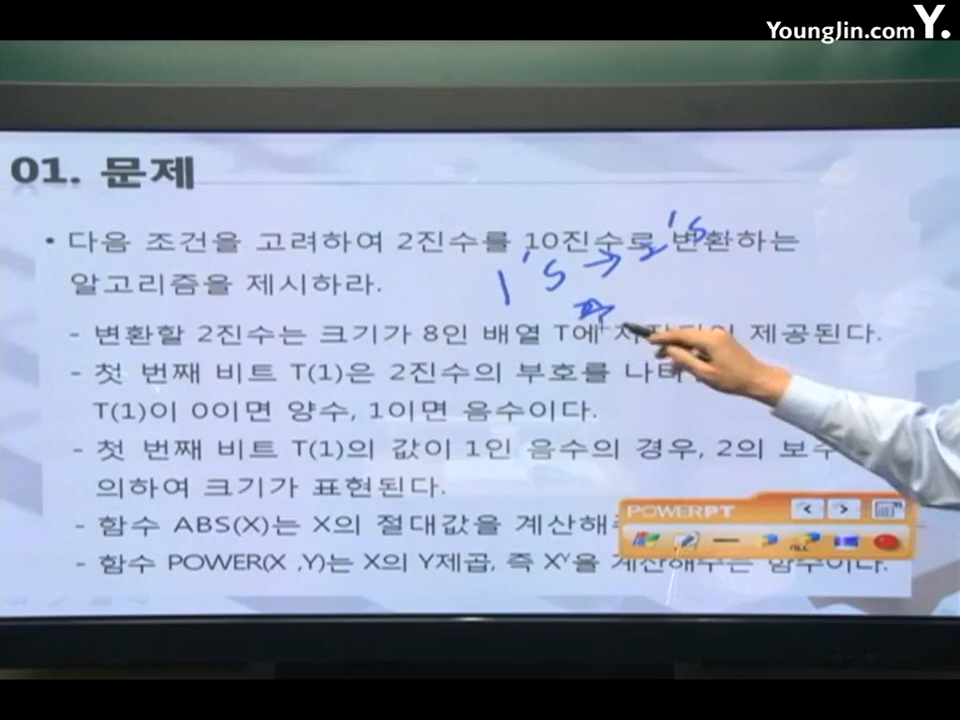 YoungJin.com Y.
01. 문제
• 다음 조건을 고려하여 2진수를 10진수로 변환하는
알고리즘을 제시하라.
1's → 2's
- 변환할 2진수는 크기가 8인 배열 T에 제공된다.
- 첫 번째 비트 T(1)은 2진수의 부호를
T(1)이 0이면 양수, 1이면 음수이다.
- 첫 번째 비트 T(1)의 값이 1인 음수의 경우, 2의 보수
의하여 크기가 표현된다.
- 함수 ABS(X)는 X의 절대값을
POWERPT
ALL
- 함수 POWER(X ,Y)는 X의 Y제곱, 즉 Xʸ을 계산해주는 함수이다.